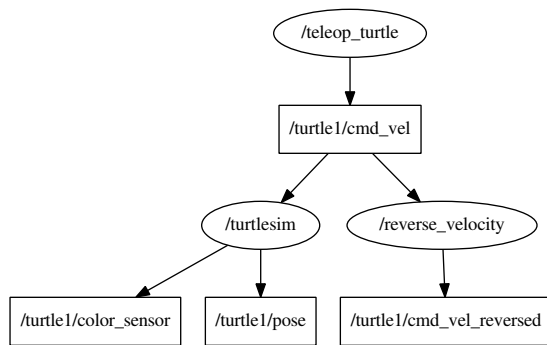 /teleop_turtle
/turtle1/cmd_vel
/turtlesim
/reverse_velocity
/turtle1/color_sensor
/turtle1/pose
/turtle1/cmd_vel_reversed